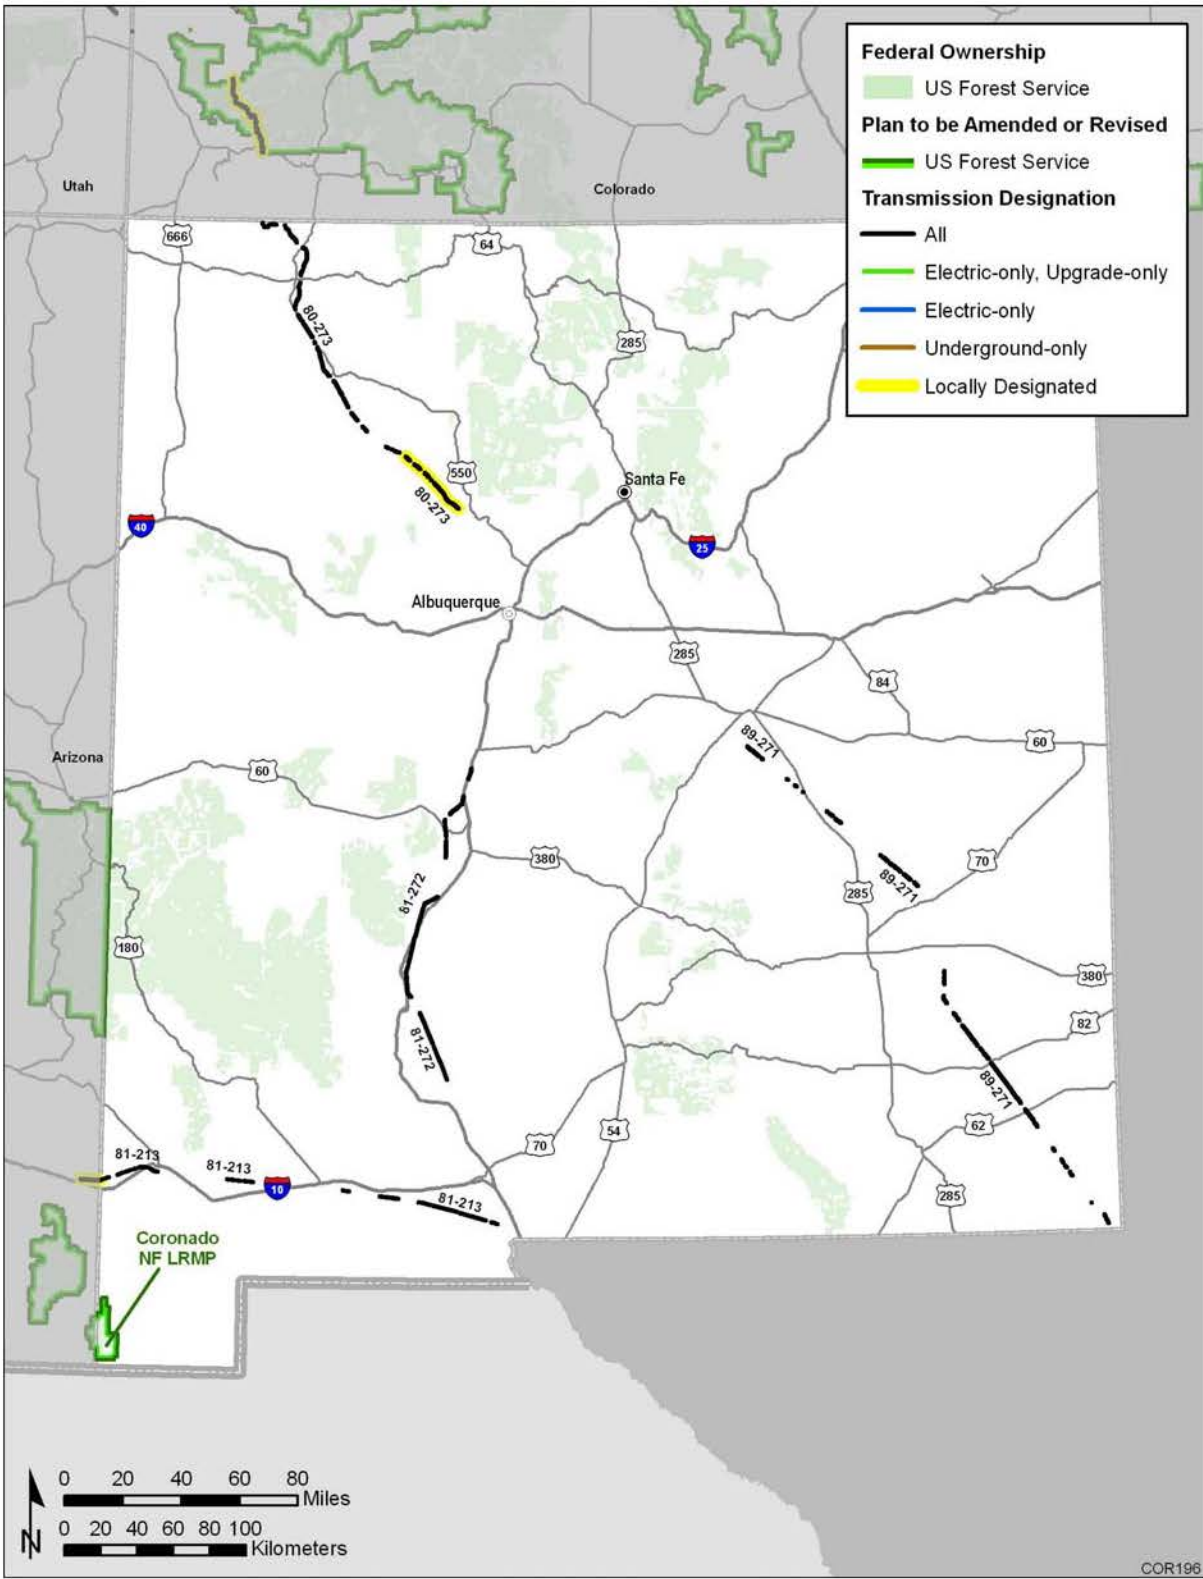 Federal Ownership
US Forest Service
Plan to be Amended or Revised
US Forest Service
Transmission Designation
All
Electric-only, Upgrade-only
Electric-only
Underground-only
Locally Designated
Utah
Colorado
666
64
80-273
285
550
80-273
Santa Fe
40
25
Albuquerque
285
84
Arizona
60
89-271
60
380
70
81-272
285
89-271
180
380
82
81-272
89-271
62
54
70
81-213
81-213
10
81-213
285
Coronado
NF LRMP
0 20 40 60 80
Miles
0 20 40 60 80 100
Kilometers
N
COR196